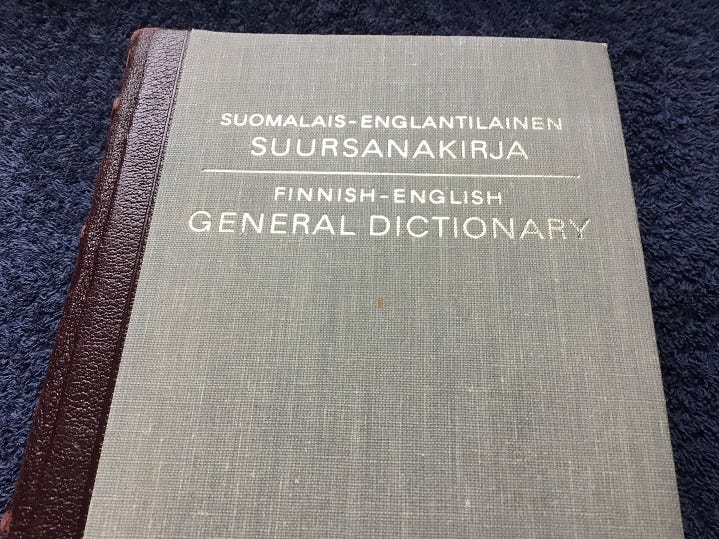 SUOMALAIS-ENGLANTILAINEN
SUURSANAKIRJA
FINNISH-ENGLISH
GENERAL DICTIONARY